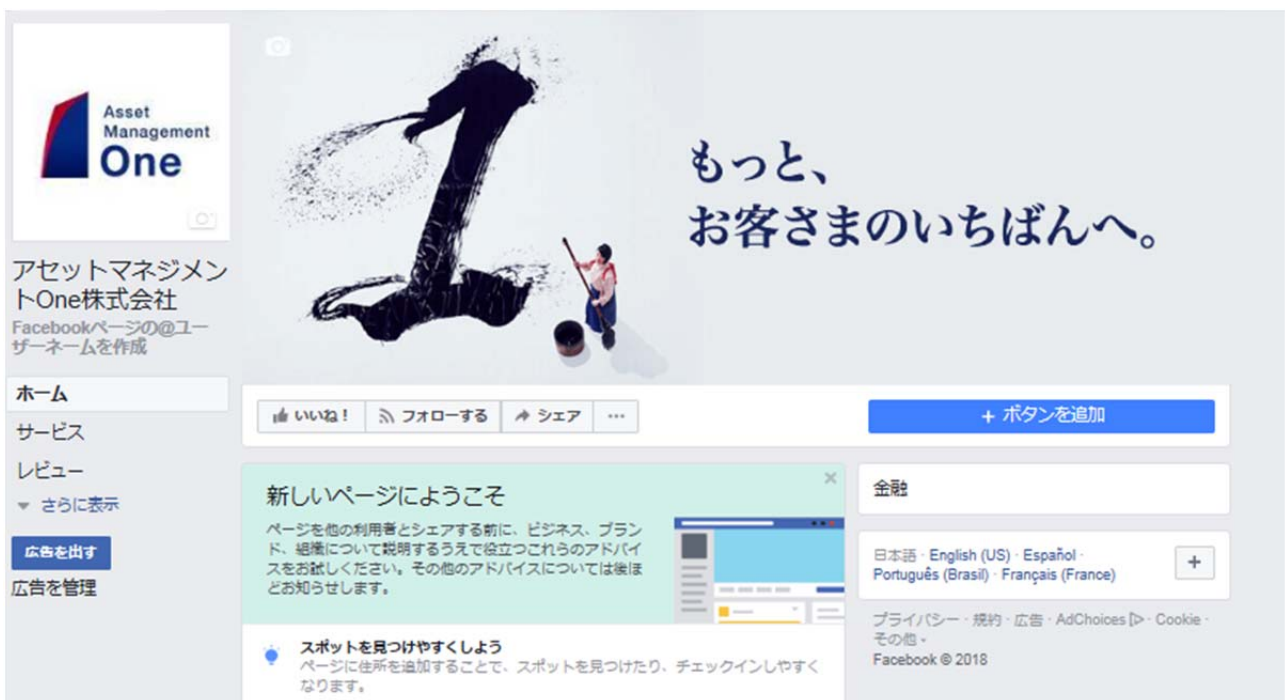 Asset
Management
One
アセットマネジメン
トOne株式会社
Facebookページの@ユー
ザーネームを作成
ホーム
サービス
レビュー
さらに表示
広告を出す
広告を管理
1.
もっと、
お客さまのいちばんへ。
いいね！ フォローする シェア ...
+ ボタンを追加
新しいページにようこそ
ページを他の利用者とシェアする前に、ビジネス、ブラン
ド、組織について説明するうえで役立つこれらのアドバイ
スをお試しください。その他のアドバイスについては後ほ
どお知らせします。
スポットを見つけやすくしよう
ページに住所を追加することで、スポットを見つけたり、チェックインしやすく
なります。
金融
日本語 · English (US) · Español ·
Português (Brasil) · Français (France)
+
プライバシー · 規約 · 広告 · AdChoices · Cookie ·
その他
Facebook © 2018